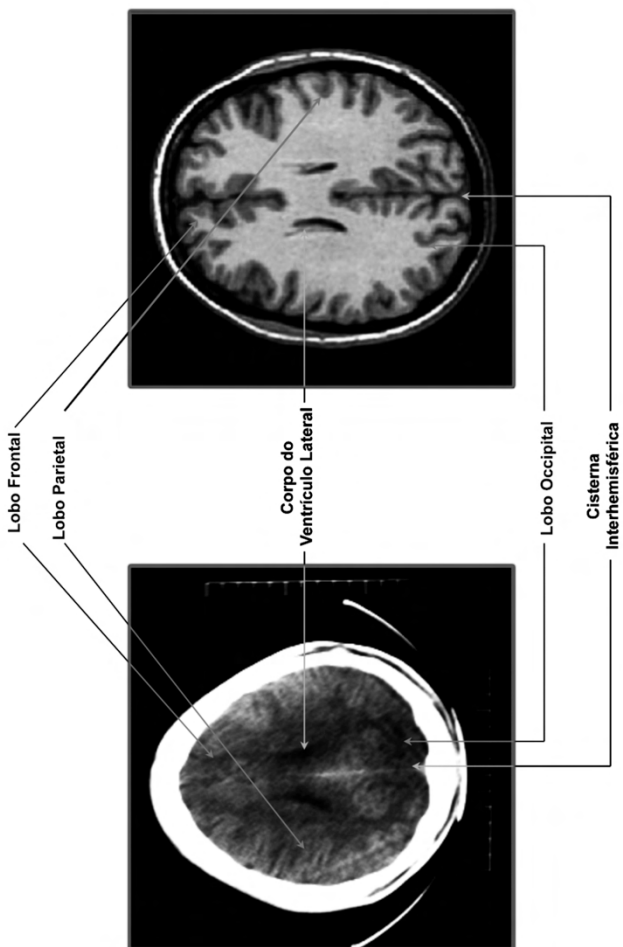 Lobo Frontal
Lobo Parietal
Corpo do
Ventrículo Lateral
Lobo Occipital
Cisterna
Interhemisférica